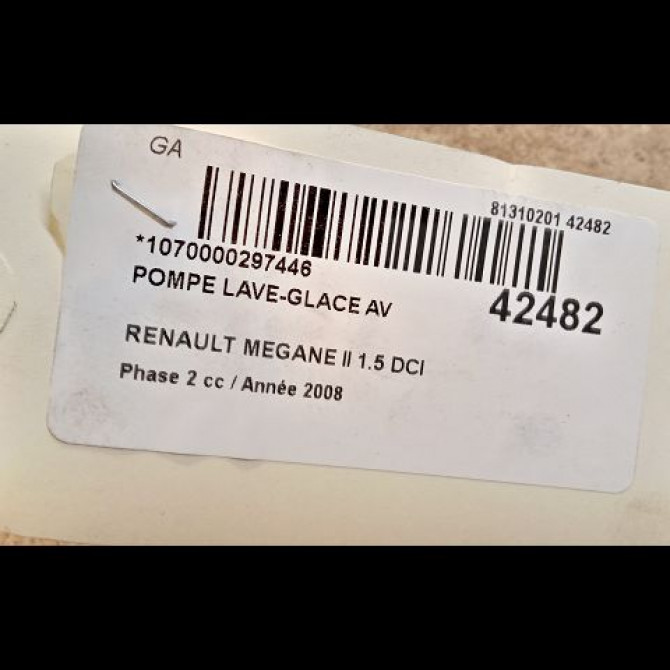 GA
81310201 42482
*1070000297446
42482
POMPE LAVE-GLACE AV
RENAULT MEGANE II 1.5 DCI
Phase 2 cc / Année 2008